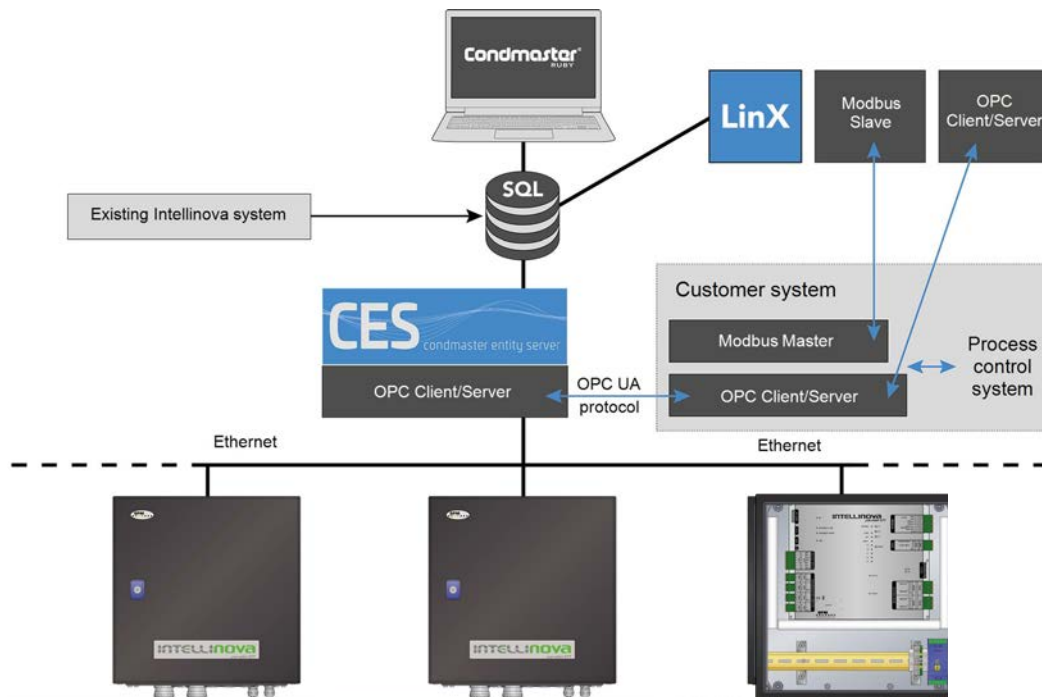 Condmaster®
RUBY
LinX
Modbus
Slave
OPC
Client/Server
SQL
Existing Intellinova system
CES
condmaster entity server
OPC Client/Server
OPC UA
protocol
Customer system
Modbus Master
OPC Client/Server
Process
control
system
Ethernet
Ethernet
INTELLINOVA
INTELLINOVA
INTELLINOVA